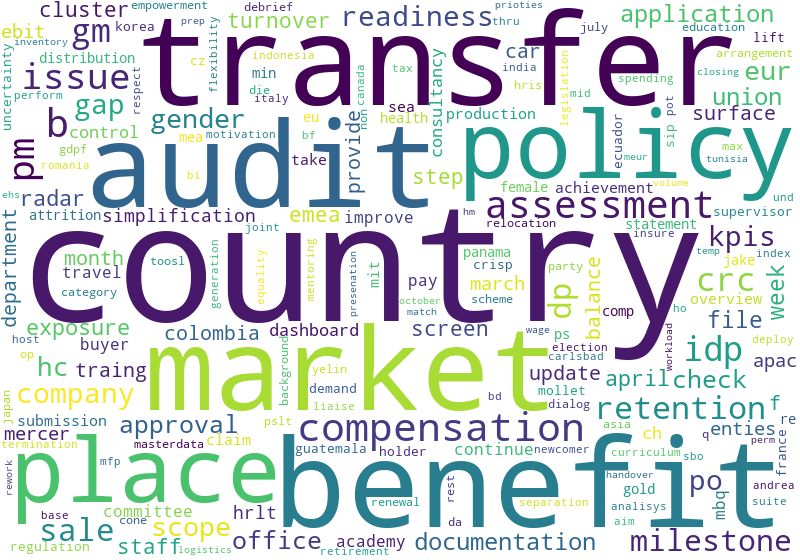 empowerment prep debrief thru prioties
cluster korea turnover readiness july education application
ebit gm transfer lift
distribution cz flexibility indonesia car arrangement
uncertainty inventory issue min india hris legislation mid spending closing eur
perform respect die italy non canada tax sea pot union
gap gender eu health consultancy production sip surface
b control mea motivation bf provide take ecuador max
pm gdpf audit policy meur tunisia
romania bi step female achievement volume und
ehs radar hm relocation assessment supervisor
attrition simplification emea improve statement insure
department joint country temp index kpis
month generation equality mentoring panama party jake
travel toosl presenation mit pay crisp march balance crc week
category october scheme dp comp ho overview
exposure match file
host buyer colombia dashboard screen ps election wage workload deploy
op hc traing background market yelin demand carlsbad idp apac
japan company liaise update mollet april check
bd dialog retention f
submission approval pslt compensation asia q enties re
mercer masterdata claim ch perm
termination guatemala holder continue newcomer curriculum sbo france
rework mfp place benefit renewal rest separation handover gold po mbq andrea
base committee da analisys suite
sale cone scope hrlt aim milestone
regulation staff logistics office academy documentation
retirement